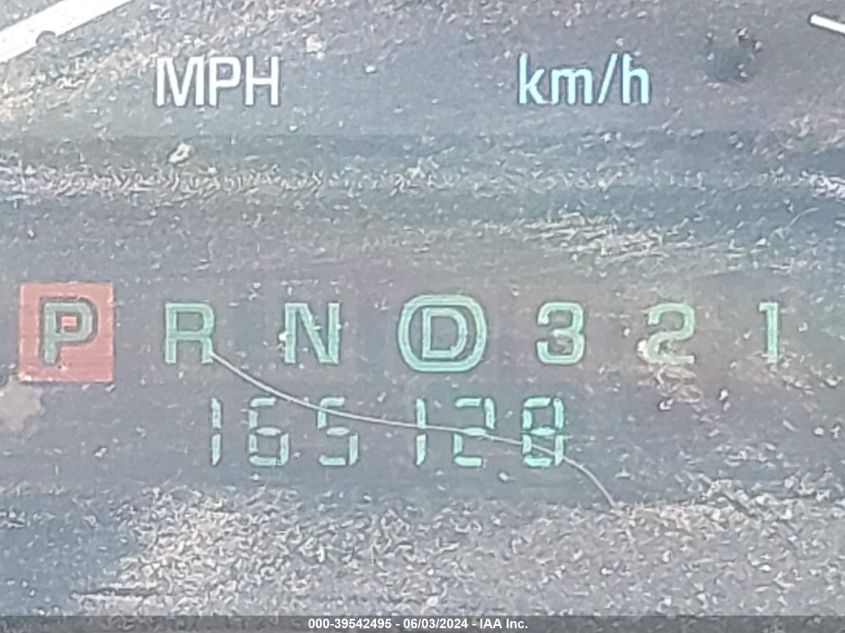 MPH km/h
P R N D 3 2 1
165128
000-39542495 - 06/03/2024 - IAA Inc.